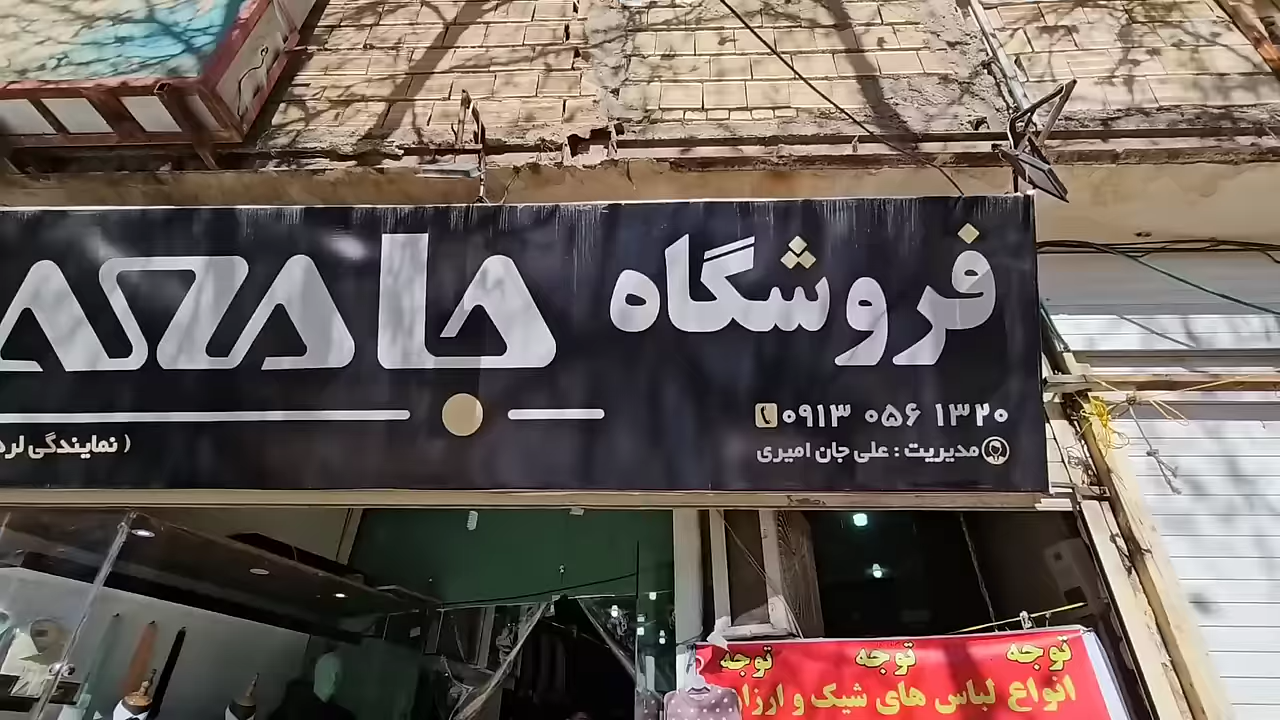 فروشگاه جامه
۰۹۱۳ ۰۵۶ ۱۳۲۰
مدیریت : علی جان امیری
( نمایندگی
توجه توجه توجه
انواع لباس های شیک و